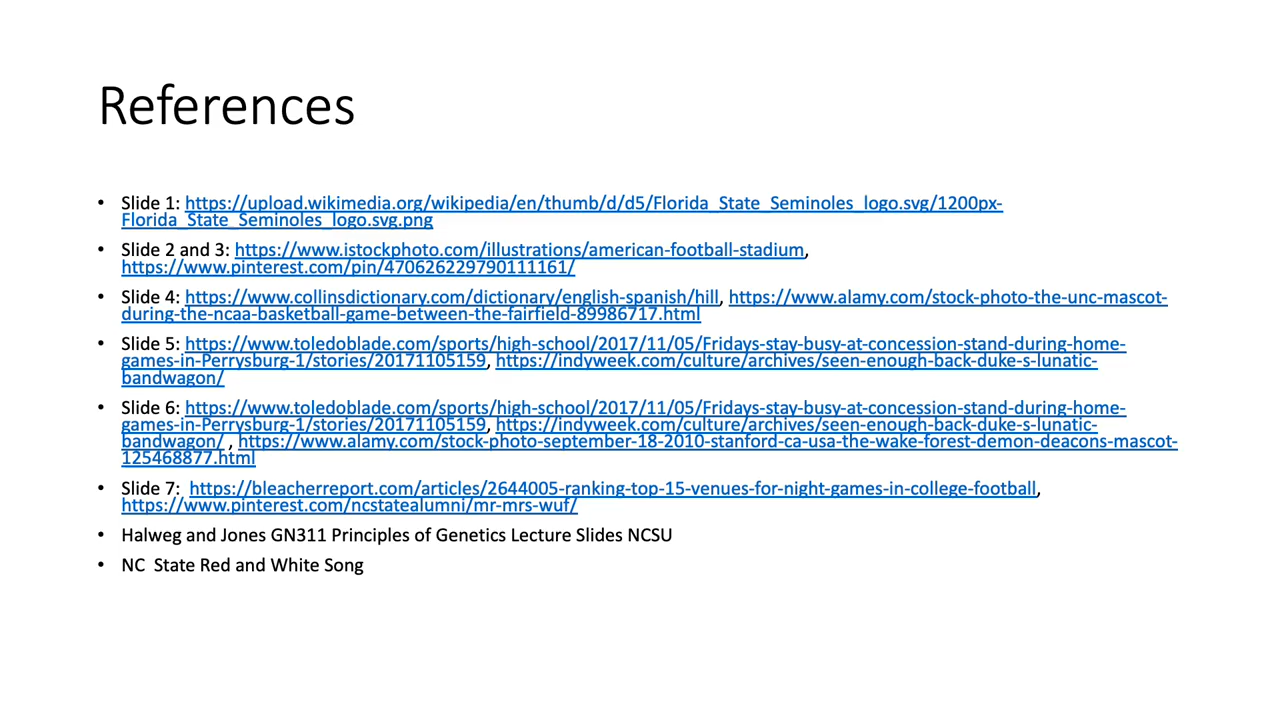 References
• Slide 1: https://upload.wikimedia.org/wikipedia/en/thumb/d/d5/Florida_State_Seminoles_logo.svg/1200px-
Florida_State_Seminoles_logo.svg.png
• Slide 2 and 3: https://www.istockphoto.com/illustrations/american-football-stadium,
https://www.pinterest.com/pin/470626229790111161/
• Slide 4: https://www.collinsdictionary.com/dictionary/english-spanish/hill, https://www.alamy.com/stock-photo-the-unc-mascot-
during-the-ncaa-basketball-game-between-the-fairfield-89986717.html
• Slide 5: https://www.toledoblade.com/sports/high-school/2017/11/05/Fridays-stay-busy-at-concession-stand-during-home-
games-in-Perrysburg-1/stories/20171105159, https://indyweek.com/culture/archives/seen-enough-back-duke-s-lunatic-
bandwagon/
• Slide 6: https://www.toledoblade.com/sports/high-school/2017/11/05/Fridays-stay-busy-at-concession-stand-during-home-
games-in-Perrysburg-1/stories/20171105159, https://indyweek.com/culture/archives/seen-enough-back-duke-s-lunatic-
bandwagon/ , https://www.alamy.com/stock-photo-september-18-2010-stanford-ca-usa-the-wake-forest-demon-deacons-mascot-
125468877.html
• Slide 7: https://bleacherreport.com/articles/2644005-ranking-top-15-venues-for-night-games-in-college-football,
https://www.pinterest.com/ncstatealumni/mr-mrs-wuf/
• Halweg and Jones GN311 Principles of Genetics Lecture Slides NCSU
• NC State Red and White Song